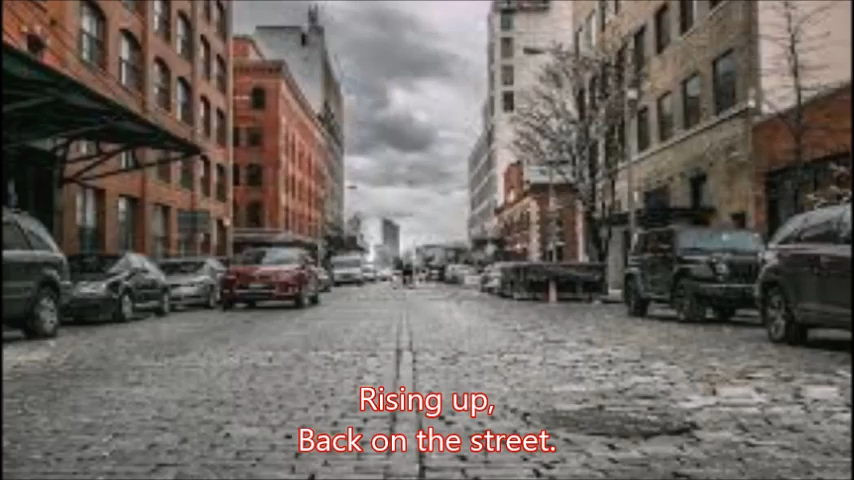 Rising up,
Back on the street.